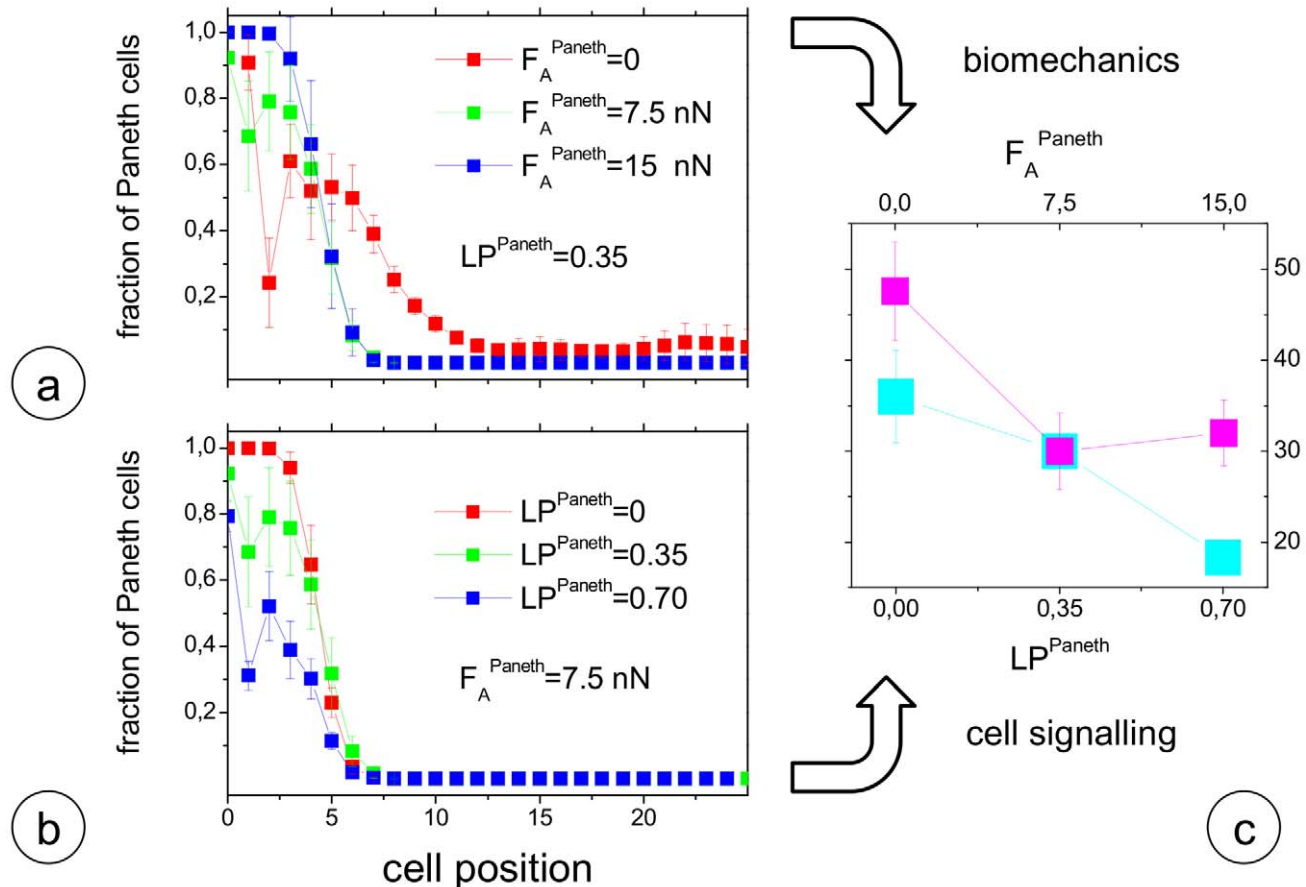 1,0
0,8
0,6
0,4
0,2
fraction of Paneth cells
F_A^Paneth=0
F_A^Paneth=7.5 nN
F_A^Paneth=15 nN
LP^Paneth=0.35
a
1,0
0,8
0,6
0,4
0,2
fraction of Paneth cells
LP^Paneth=0
LP^Paneth=0.35
LP^Paneth=0.70
F_A^Paneth=7.5 nN
0 5 10 15 20
cell position
b
biomechanics
F_A^Paneth
0,0 7,5 15,0
50
40
30
20
0,00 0,35 0,70
LP^Paneth
cell signalling
c